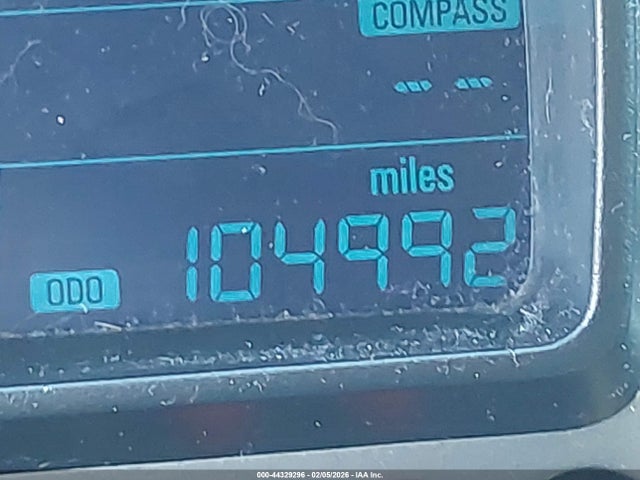 COMPASS
-- --
miles
ODO 104992
000-44329296 - 02/05/2026 - IAA Inc.